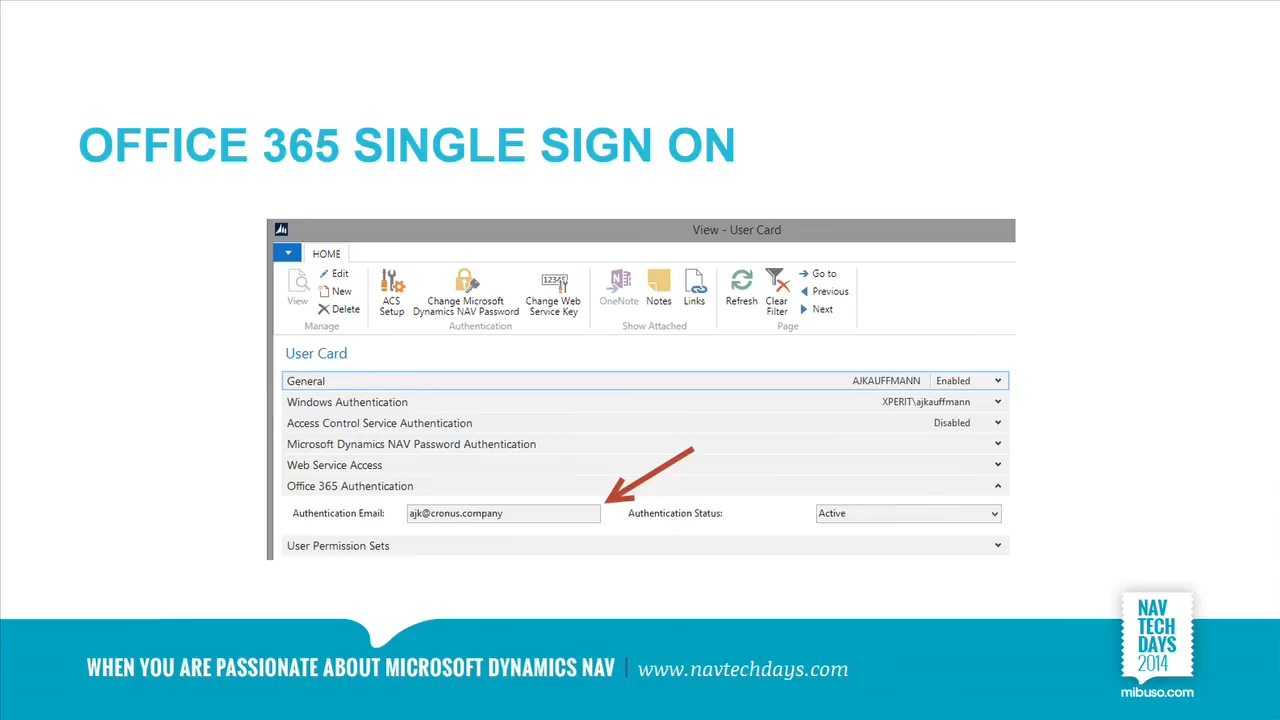 OFFICE 365 SINGLE SIGN ON
View - User Card
HOME
View
Edit
New
Delete
Manage
ACS Setup
Change Microsoft Dynamics NAV Password
Change Web Service Key
Authentication
OneNote
Notes
Links
Show Attached
Refresh
Clear Filter
Go to
Previous
Next
Page
User Card
General AJKAUFFMANN Enabled
Windows Authentication XPERIT\ajkauffmann
Access Control Service Authentication Disabled
Microsoft Dynamics NAV Password Authentication
Web Service Access
Office 365 Authentication
Authentication Email: ajk@cronus.company Authentication Status: Active
User Permission Sets
WHEN YOU ARE PASSIONATE ABOUT MICROSOFT DYNAMICS NAV | www.navtechdays.com
NAV
TECH
DAYS
2014
mibuso.com